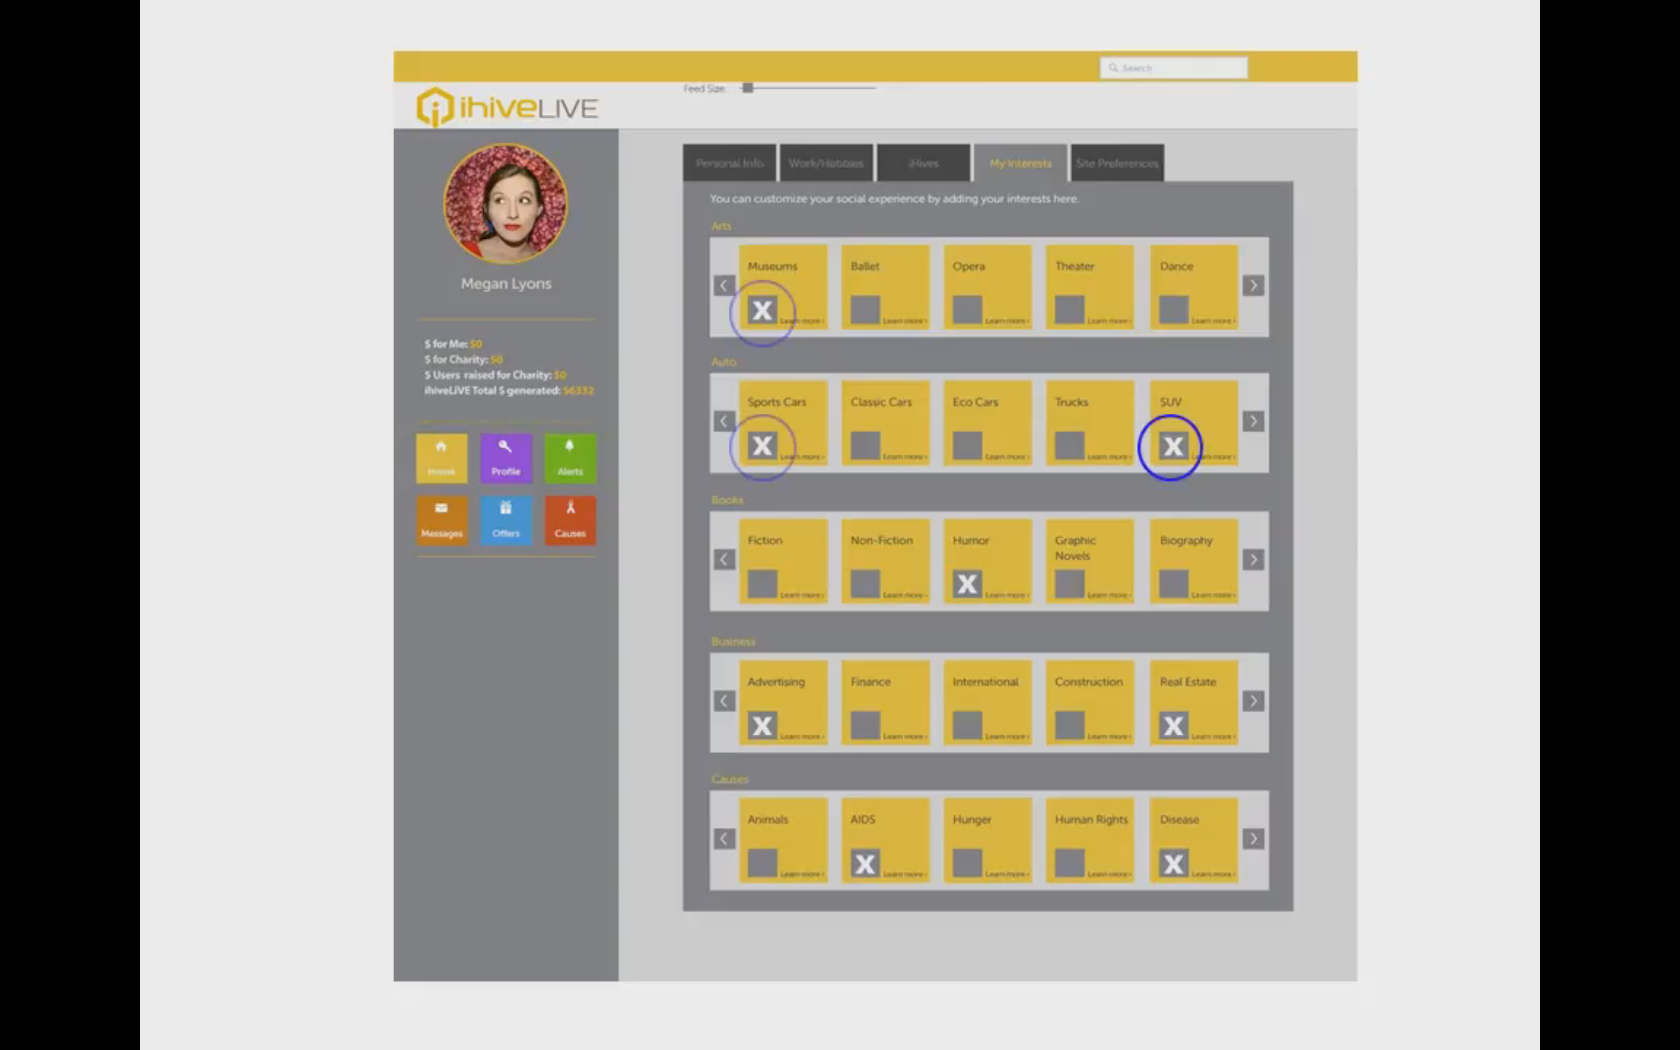 Search
Feed Size:
ihiveLIVE
Personal Info
Work/Hobbies
iHives
My Interests
Site Preferences
You can customize your social experience by adding your interests here.
Megan Lyons
$ for Me: $0
$ for Charity: $0
$ Users raised for Charity: $0
ihiveLiVE Total $ generated: $6332
Home
Profile
Alerts
Messages
Offers
Causes
Arts
Museums
X
Learn more ›
Ballet
Learn more ›
Opera
Learn more ›
Theater
Learn more ›
Dance
Learn more ›
Auto
Sports Cars
X
Learn more ›
Classic Cars
Learn more ›
Eco Cars
Learn more ›
Trucks
Learn more ›
SUV
X
Learn more ›
Books
Fiction
Learn more ›
Non-Fiction
Learn more ›
Humor
X
Learn more ›
Graphic
Novels
Learn more ›
Biography
Learn more ›
Business
Advertising
X
Learn more ›
Finance
Learn more ›
International
Learn more ›
Construction
Learn more ›
Real Estate
X
Learn more ›
Causes
Animals
Learn more ›
AIDS
X
Learn more ›
Hunger
Learn more ›
Human Rights
Learn more ›
Disease
X
Learn more ›